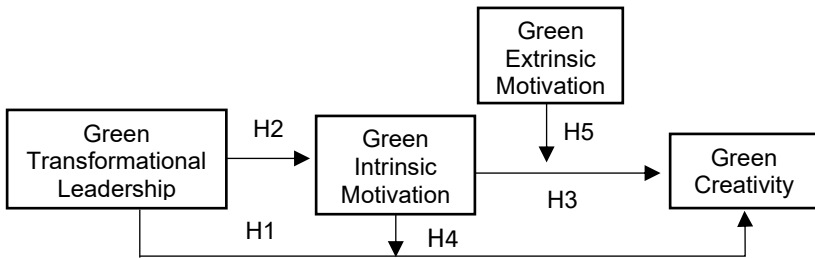 Green
Extrinsic
Motivation
Green
Transformational
Leadership
H2
Green
Intrinsic
Motivation
H5
Green
Creativity
H3
H1
H4